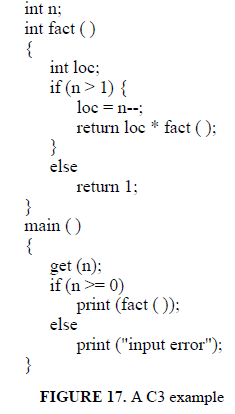 int n;
int fact ( )
{
int loc;
if (n > 1) {
loc = n--;
return loc * fact ( );
}
else
return 1;
}
main ( )
{
get (n);
if (n >= 0)
print (fact ( ));
else
print ("input error");
}
FIGURE 17. A C3 example